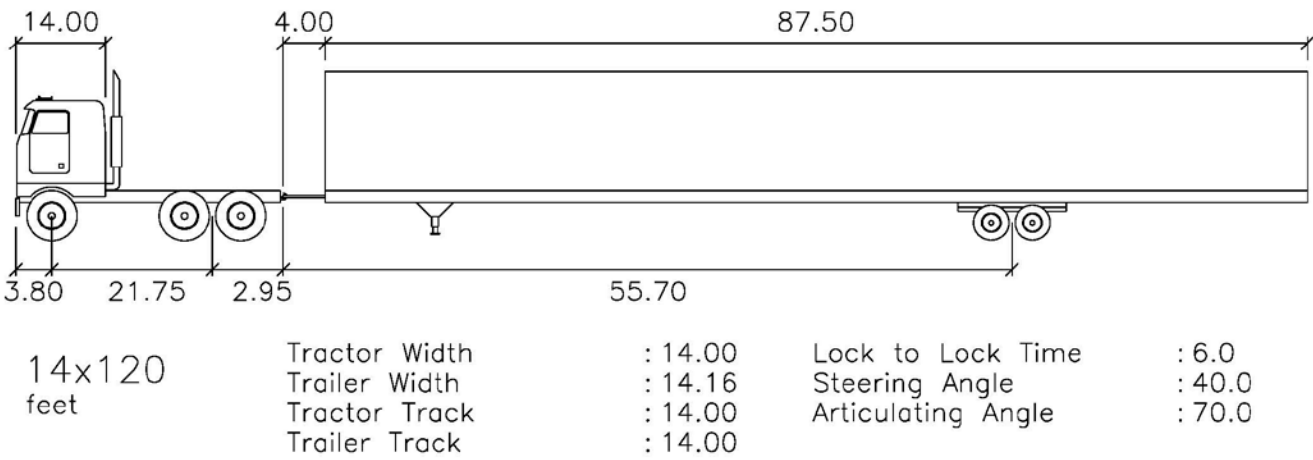 14.00 4.00 87.50
3.80 21.75 2.95 55.70
14x120
feet
Tractor Width : 14.00
Trailer Width : 14.16
Tractor Track : 14.00
Trailer Track : 14.00
Lock to Lock Time : 6.0
Steering Angle : 40.0
Articulating Angle : 70.0